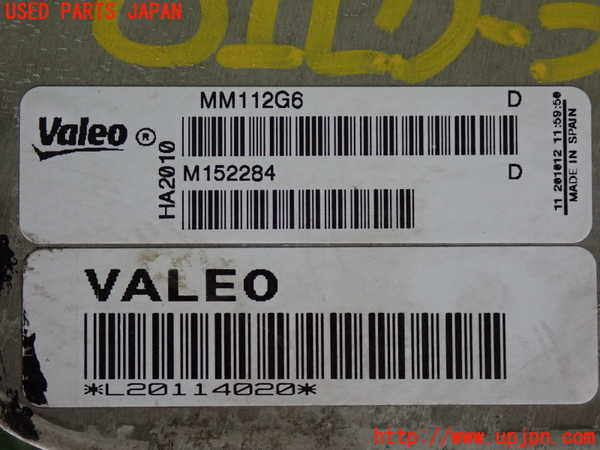 USED PARTS JAPAN
Valeo ®
HA2010
MM112G6 D
M152284 D
11 201012 11:59:50
MADE IN SPAIN
VALEO
*L20114020*
HTTP://www.upjpn.com/